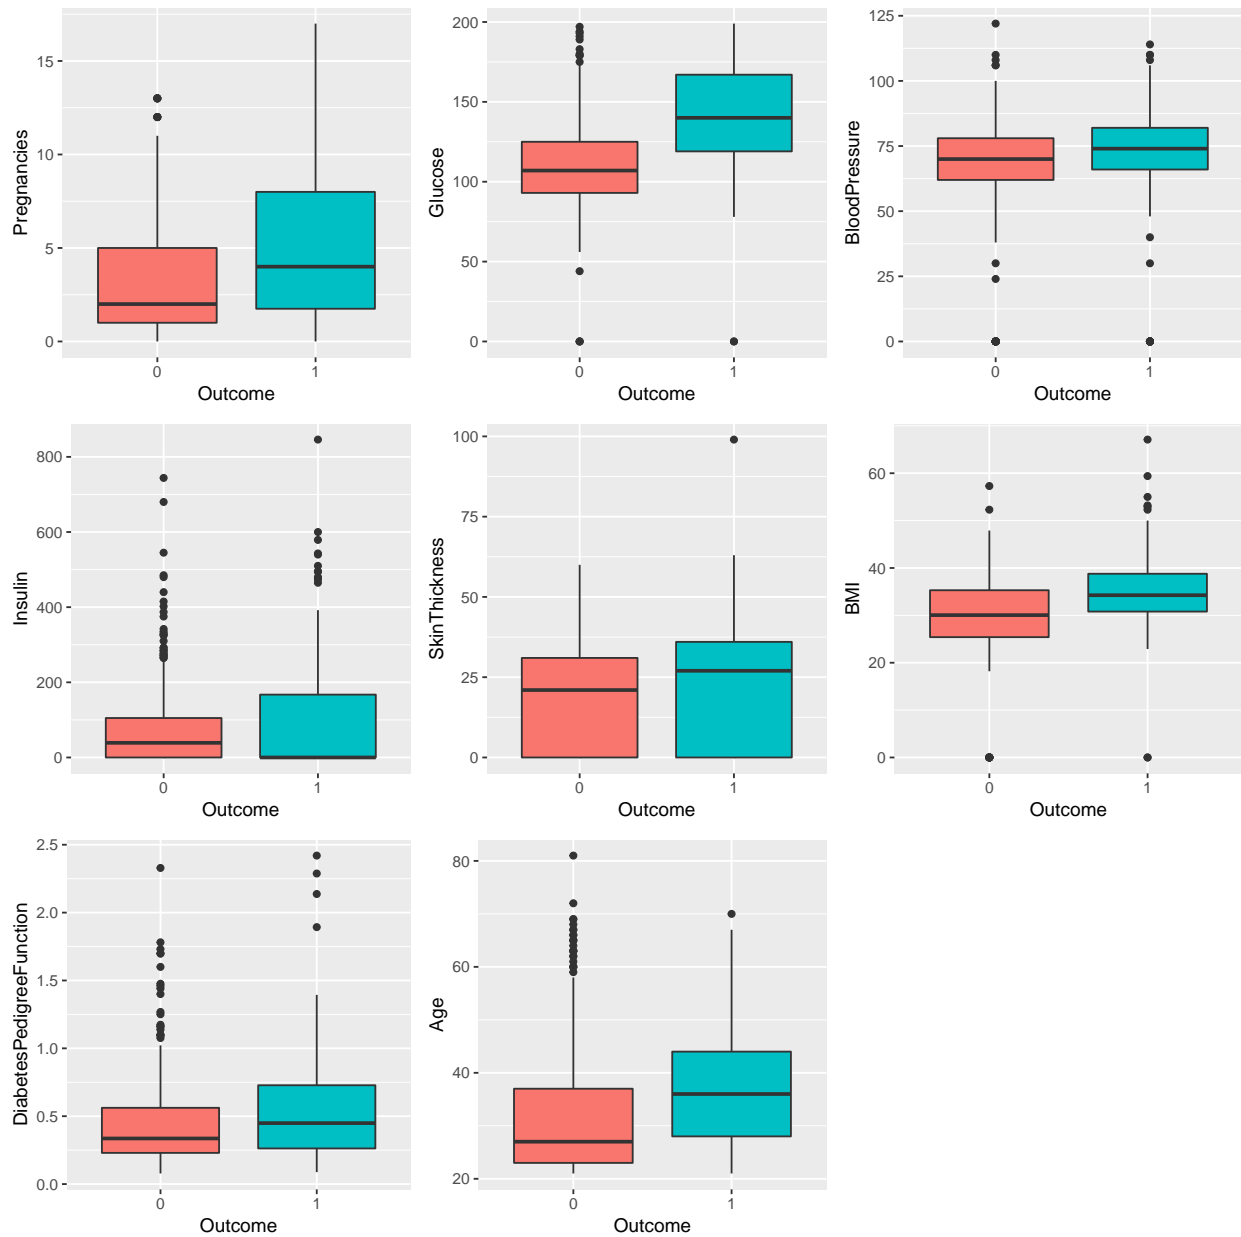 Pregnancies
15
10
5
0
0 1
Outcome
Glucose
200
150
100
50
0
0 1
Outcome
BloodPressure
125
100
75
50
25
0
0 1
Outcome
Insulin
800
600
400
200
0
0 1
Outcome
SkinThickness
100
75
50
25
0
0 1
Outcome
BMI
60
40
20
0
0 1
Outcome
DiabetesPedigreeFunction
2.5
2.0
1.5
1.0
0.5
0.0
0 1
Outcome
Age
80
60
40
20
0 1
Outcome